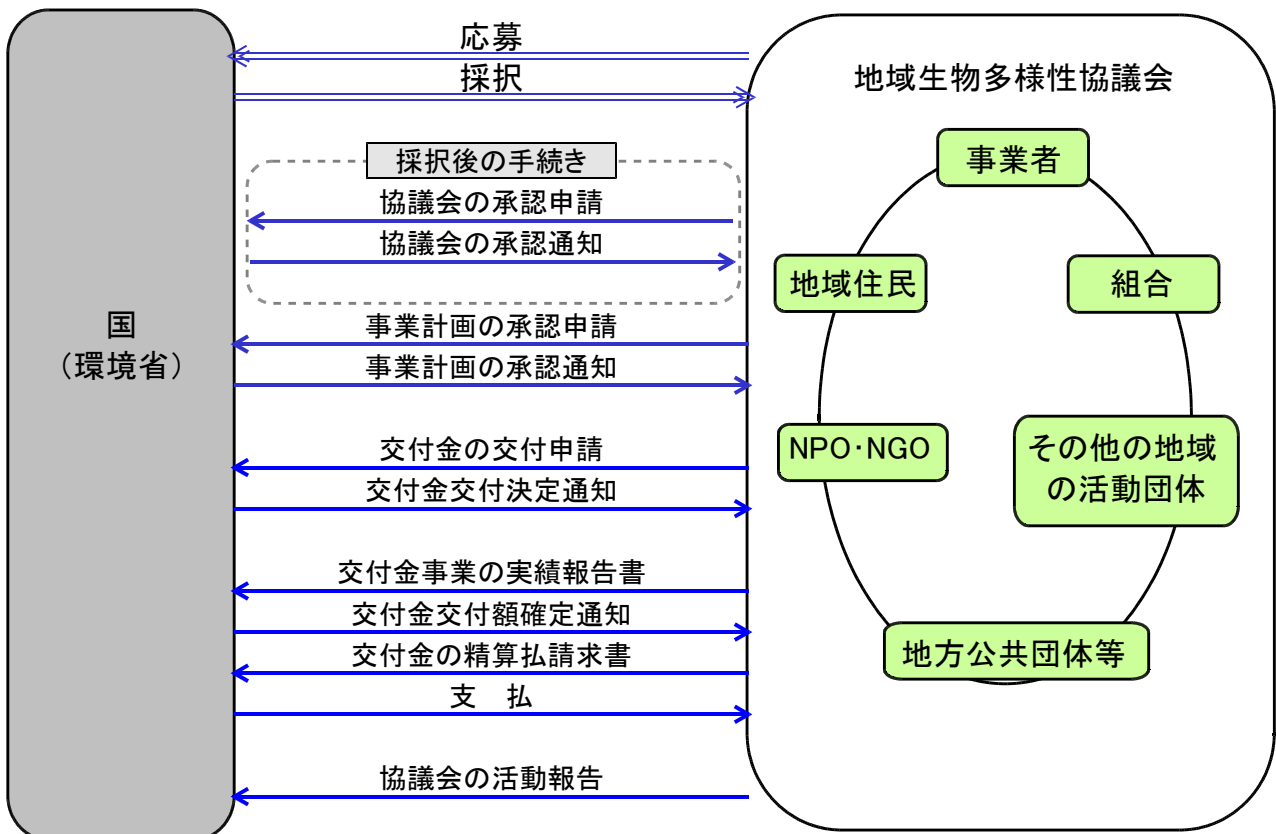 応募
採択
採択後の手続き
協議会の承認申請
協議会の承認通知
事業計画の承認申請
事業計画の承認通知
交付金の交付申請
交付金交付決定通知
交付金事業の実績報告書
交付金交付額確定通知
交付金の精算払請求書
支　払
協議会の活動報告
国
（環境省）
地域生物多様性協議会
事業者
地域住民
組合
NPO・NGO
その他の地域
の活動団体
地方公共団体等